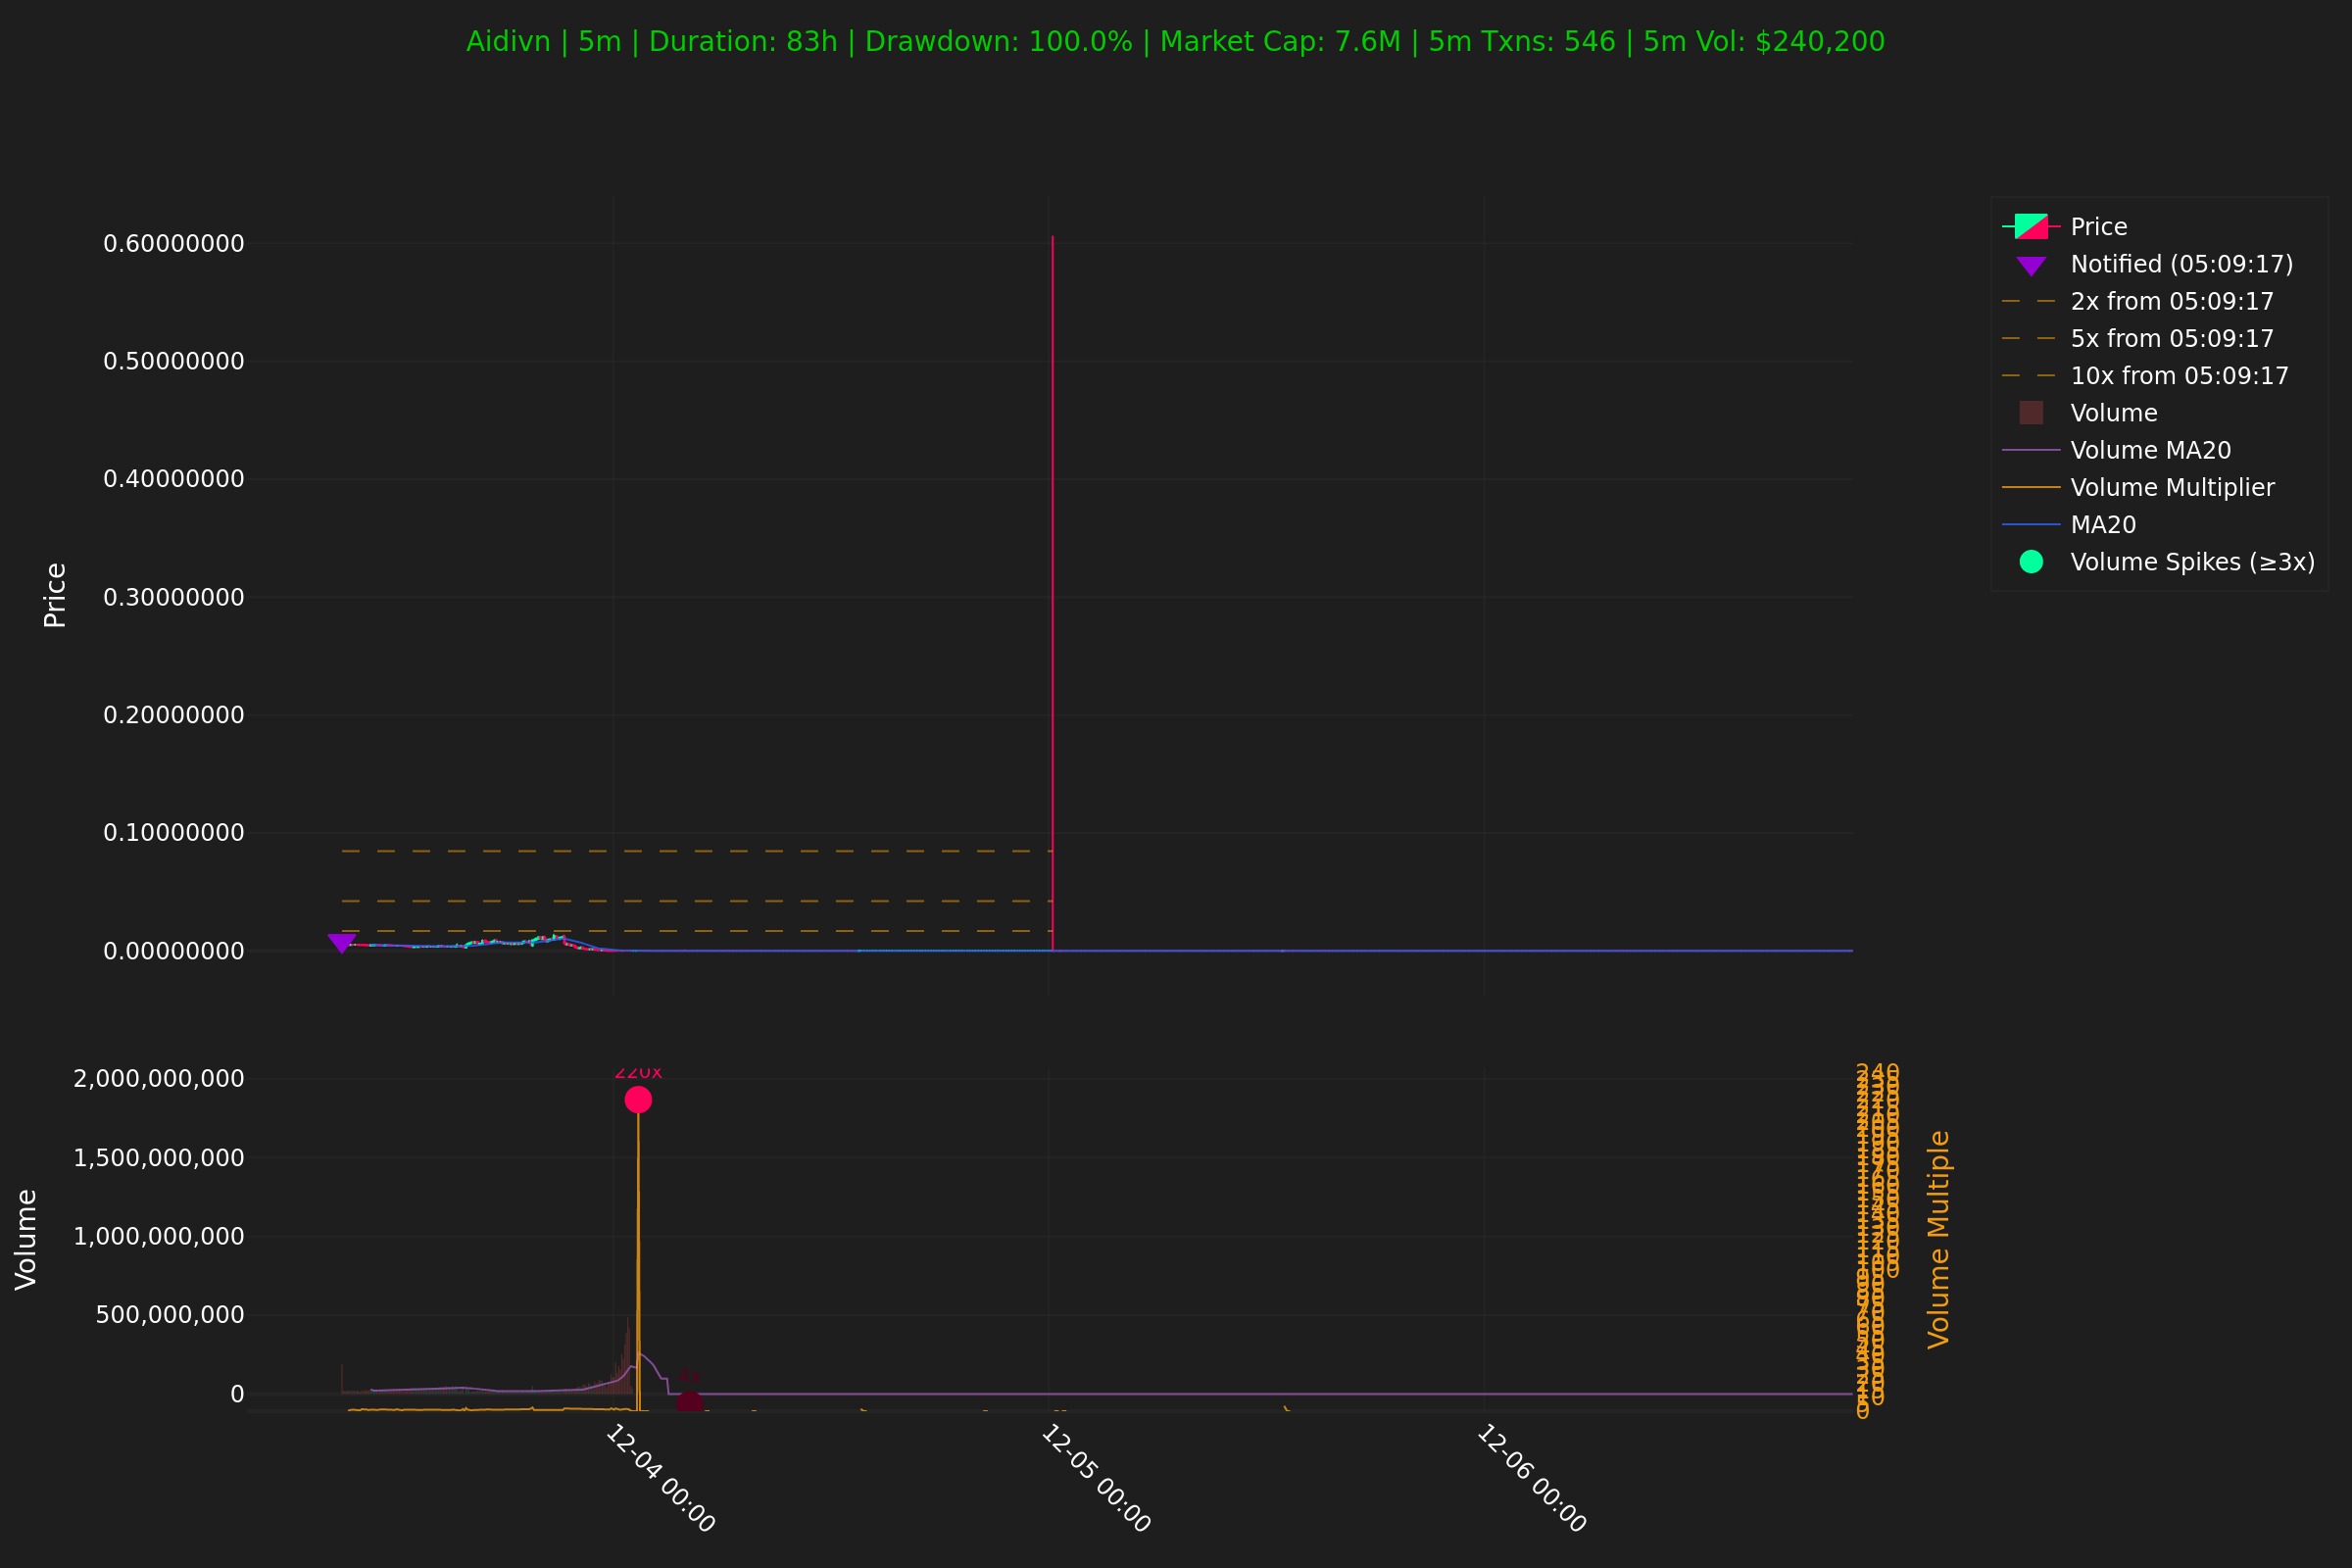 Aidivn | 5m | Duration: 83h | Drawdown: 100.0% | Market Cap: 7.6M | 5m Txns: 546 | 5m Vol: $240,200
Price
0.60000000
0.50000000
0.40000000
0.30000000
0.20000000
0.10000000
0.00000000
Price
Notified (05:09:17)
2x from 05:09:17
5x from 05:09:17
10x from 05:09:17
Volume
Volume MA20
Volume Multiplier
MA20
Volume Spikes (≥3x)
Volume
2,000,000,000
1,500,000,000
1,000,000,000
500,000,000
0
220x
240
0
Volume Multiple
12-04 00:00
12-05 00:00
12-06 00:00